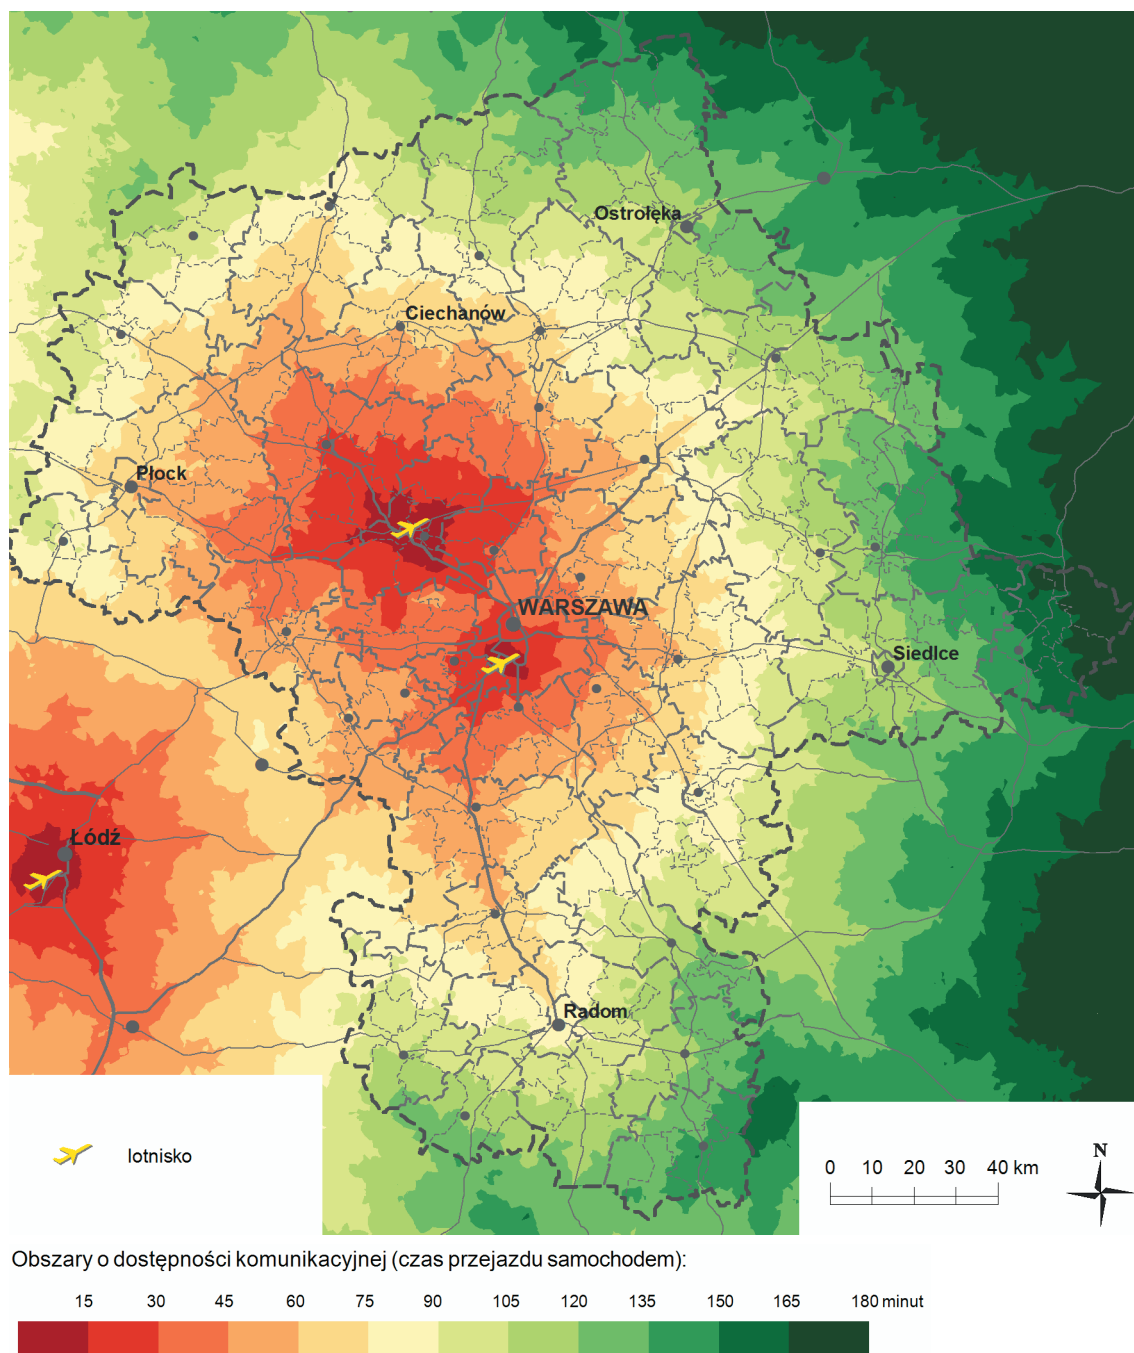 Ostrołęka
Ciechanów
Płock
WARSZAWA
Siedlce
Łódź
Radom
lotnisko
0 10 20 30 40 km
N
Obszary o dostępności komunikacyjnej (czas przejazdu samochodem):
15 30 45 60 75 90 105 120 135 150 165 180 minut